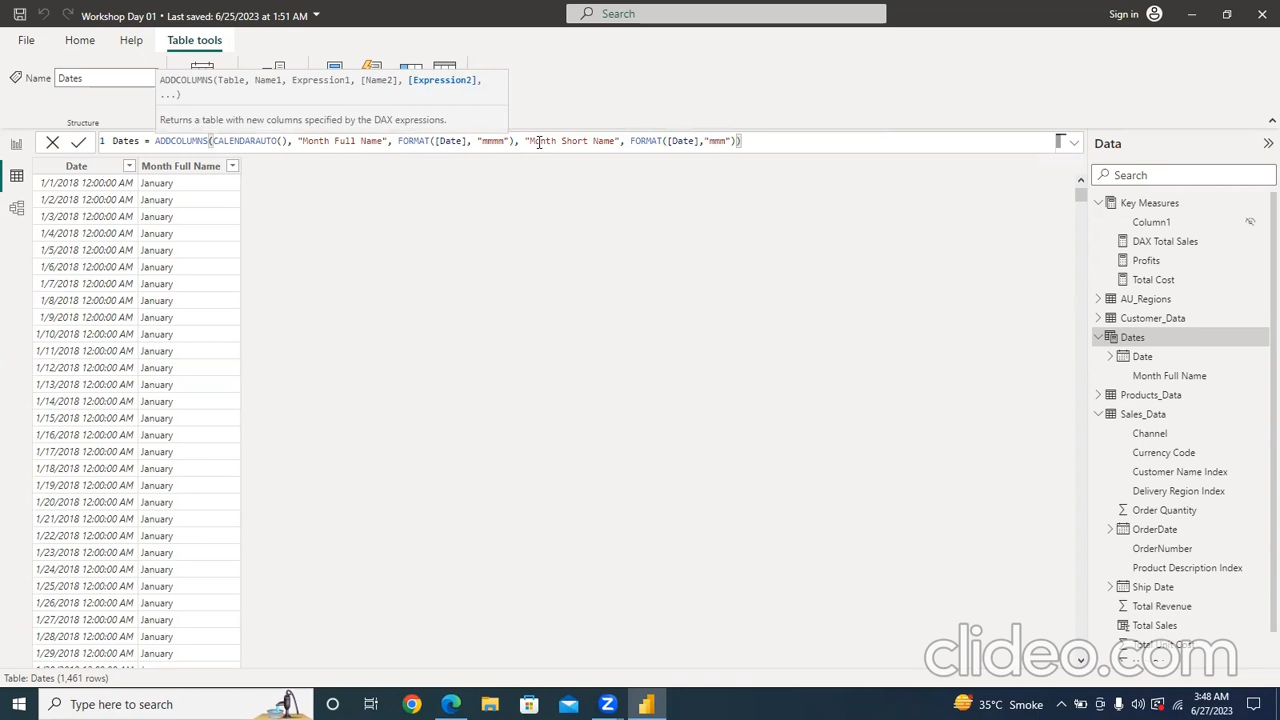 Workshop Day 01 • Last saved: 6/25/2023 at 1:51 AM
Search
Sign in
File
Home
Help
Table tools
Name
Dates
ADDCOLUMNS(Table, Name1, Expression1, [Name2], [Expression2],
...)
Structure
Returns a table with new columns specified by the DAX expressions.
1 Dates = ADDCOLUMNS(CALENDARAUTO(), "Month Full Name", FORMAT([Date], "mmmm"), "Month Short Name", FORMAT([Date],"mmm"))
Date
Month Full Name
1/1/2018 12:00:00 AM January
1/2/2018 12:00:00 AM January
1/3/2018 12:00:00 AM January
1/4/2018 12:00:00 AM January
1/5/2018 12:00:00 AM January
1/6/2018 12:00:00 AM January
1/7/2018 12:00:00 AM January
1/8/2018 12:00:00 AM January
1/9/2018 12:00:00 AM January
1/10/2018 12:00:00 AM January
1/11/2018 12:00:00 AM January
1/12/2018 12:00:00 AM January
1/13/2018 12:00:00 AM January
1/14/2018 12:00:00 AM January
1/15/2018 12:00:00 AM January
1/16/2018 12:00:00 AM January
1/17/2018 12:00:00 AM January
1/18/2018 12:00:00 AM January
1/19/2018 12:00:00 AM January
1/20/2018 12:00:00 AM January
1/21/2018 12:00:00 AM January
1/22/2018 12:00:00 AM January
1/23/2018 12:00:00 AM January
1/24/2018 12:00:00 AM January
1/25/2018 12:00:00 AM January
1/26/2018 12:00:00 AM January
1/27/2018 12:00:00 AM January
1/28/2018 12:00:00 AM January
1/29/2018 12:00:00 AM January
Data
Search
Key Measures
Column1
DAX Total Sales
Profits
Total Cost
AU_Regions
Customer_Data
Dates
Date
Month Full Name
Products_Data
Sales_Data
Channel
Currency Code
Customer Name Index
Delivery Region Index
Order Quantity
OrderDate
OrderNumber
Product Description Index
Ship Date
Total Revenue
Total Sales
Total Unit Cost
clideo.com
Table: Dates (1,461 rows)
Type here to search
35°C Smoke
3:48 AM
6/27/2023